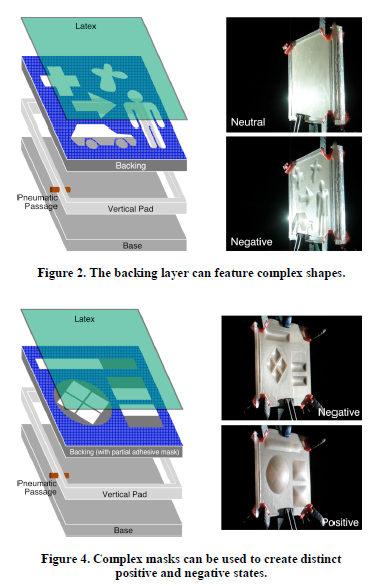 Latex
Backing
Pneumatic
Passage
Vertical Pad
Base
Neutral
Negative
Figure 2. The backing layer can feature complex shapes.
Latex
Backing (with partial adhesive mask)
Pneumatic
Passage
Vertical Pad
Base
Negative
Positive
Figure 4. Complex masks can be used to create distinct
positive and negative states.